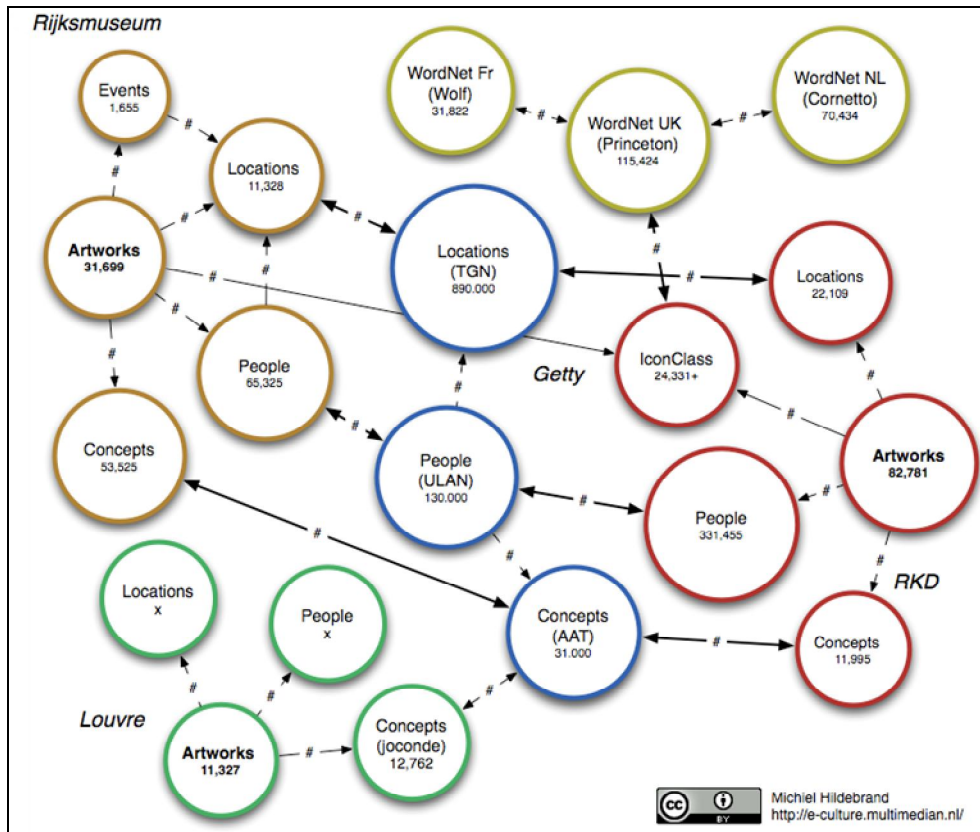 Rijksmuseum
Events
1,655
WordNet Fr
(Wolf)
31,822
WordNet UK
(Princeton)
115,424
WordNet NL
(Cornetto)
70,434
#
#
#
#
Locations
11,328
#
#
#
Artworks
31,699
#
#
#
#
#
Locations
(TGN)
890.000
#
#
Locations
22,109
People
65,325
IconClass
24,331+
Getty
#
#
#
#
Concepts
53,525
People
(ULAN)
130.000
#
Artworks
82,781
#
People
331,455
#
#
#
RKD
Locations
x
People
x
Concepts
(AAT)
31.000
#
Concepts
11,995
#
#
#
Louvre
Artworks
11,327
#
Concepts
(joconde)
12,762
cc
BY
Michiel Hildebrand
http://e-culture.multimedian.nl/